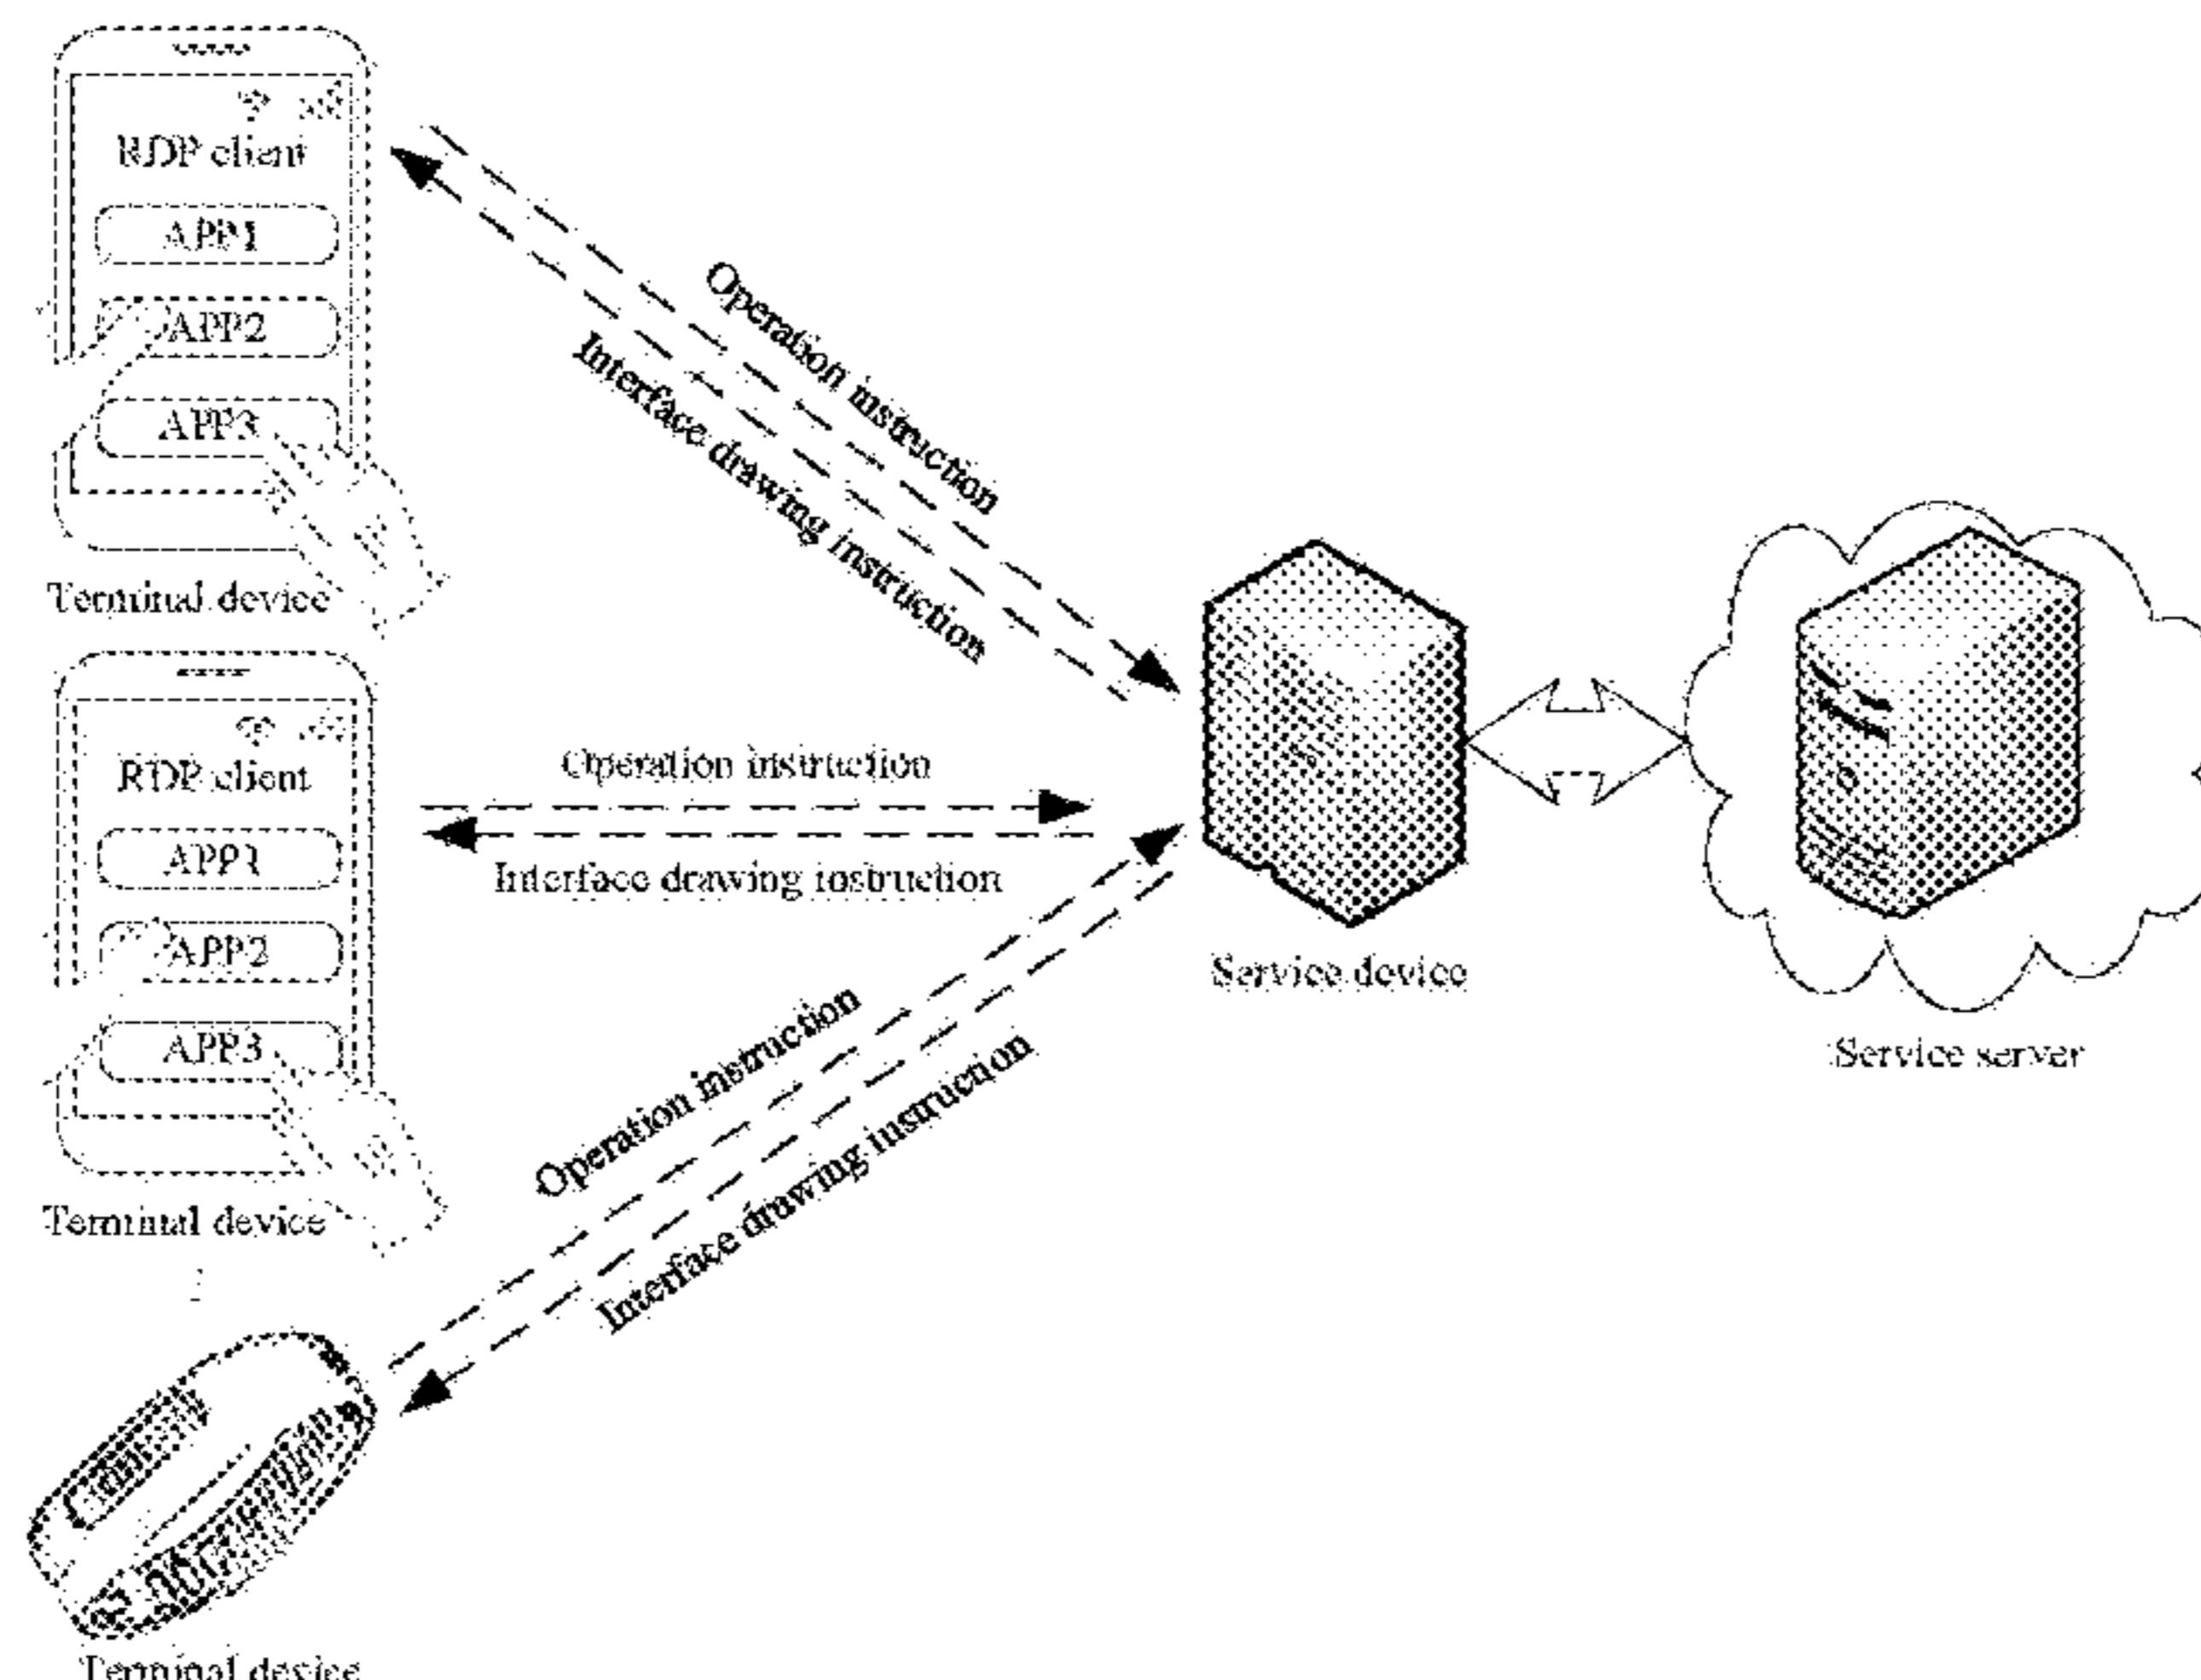 RDP client
APP1
APP2
APP3
Terminal device
Operation instruction
Interface drawing instruction
RDP client
APP1
APP2
APP3
Terminal device
Operation instruction
Interface drawing instruction
Service device
Service server
Operation instruction
Interface drawing instruction
Terminal device